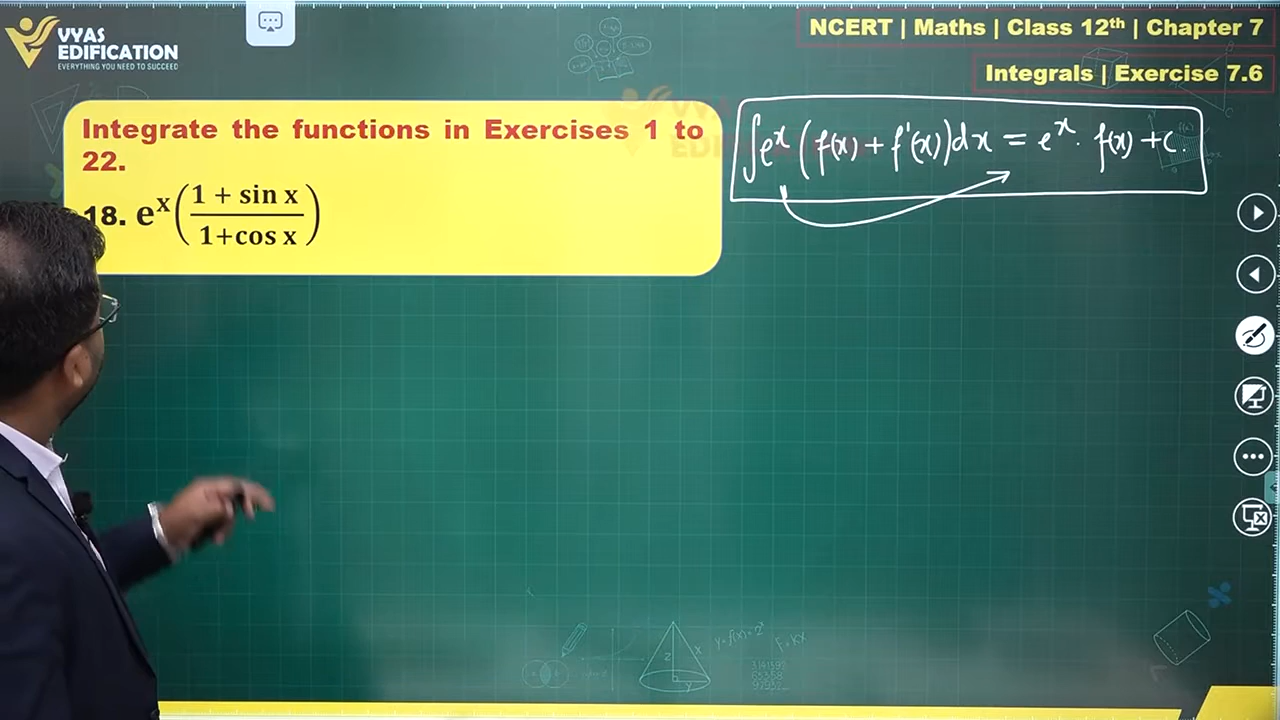 VYAS
EDIFICATION
EVERYTHING YOU NEED TO SUCCEED
NCERT | Maths | Class 12th | Chapter 7
Integrals | Exercise 7.6
Integrate the functions in Exercises 1 to
22.
18. e^x((1 + sin x)/(1+cos x))
∫e^x (f(x) + f'(x))dx = e^x · f(x) + c.